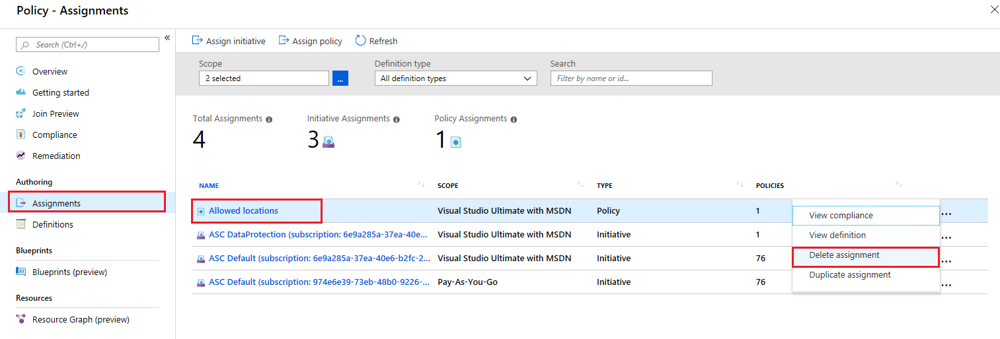 Policy - Assignments
Search (Ctrl+/)
«
Overview
Getting started
Join Preview
Compliance
Remediation
Authoring
Assignments
Definitions
Blueprints
Blueprints (preview)
Resources
Resource Graph (preview)
Assign initiative Assign policy Refresh
Scope Definition type Search
2 selected ... All definition types Filter by name or id...
Total Assignments Initiative Assignments Policy Assignments
4 3 1
NAME SCOPE TYPE POLICIES
Allowed locations Visual Studio Ultimate with MSDN Policy 1 ...
ASC DataProtection (subscription: 6e9a285a-37ea-40e... Visual Studio Ultimate with MSDN Initiative 1 ...
ASC Default (subscription: 6e9a285a-37ea-40e6-b2fc-2... Visual Studio Ultimate with MSDN Initiative 76 ...
ASC Default (subscription: 974e6e39-73eb-48b0-9226-... Pay-As-You-Go Initiative 76 ...
View compliance
View definition
Delete assignment
Duplicate assignment